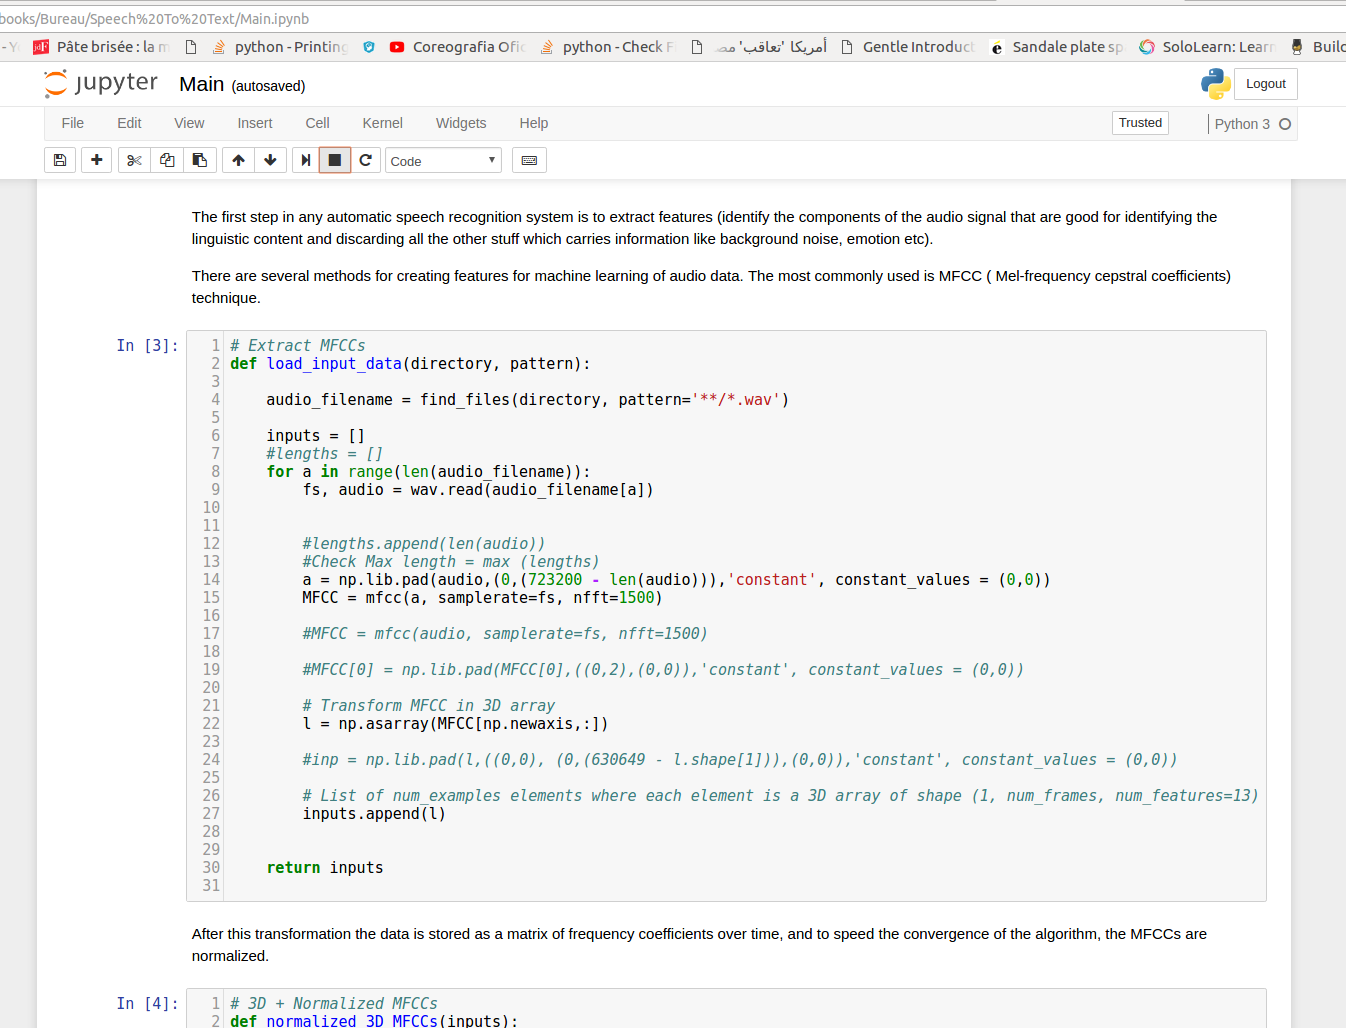 books/Bureau/Speech%20To%20Text/Main.ipynb
Pâte brisée : la m python - Printing Coreografia Ofic python - Check F أمريكا 'تعاقب' مص Gentle Introduct Sandale plate sp SoloLearn: Learn Build
jupyter Main (autosaved) Logout
File Edit View Insert Cell Kernel Widgets Help Trusted Python 3
Code
The first step in any automatic speech recognition system is to extract features (identify the components of the audio signal that are good for identifying the
linguistic content and discarding all the other stuff which carries information like background noise, emotion etc).
There are several methods for creating features for machine learning of audio data. The most commonly used is MFCC ( Mel-frequency cepstral coefficients)
technique.
In [3]: 1 # Extract MFCCs
2 def load_input_data(directory, pattern):
3
4 audio_filename = find_files(directory, pattern='**/*.wav')
5
6 inputs = []
7 #lengths = []
8 for a in range(len(audio_filename)):
9 fs, audio = wav.read(audio_filename[a])
10
11
12 #lengths.append(len(audio))
13 #Check Max length = max (lengths)
14 a = np.lib.pad(audio,(0,(723200 - len(audio))),'constant', constant_values = (0,0))
15 MFCC = mfcc(a, samplerate=fs, nfft=1500)
16
17 #MFCC = mfcc(audio, samplerate=fs, nfft=1500)
18
19 #MFCC[0] = np.lib.pad(MFCC[0],((0,2),(0,0)),'constant', constant_values = (0,0))
20
21 # Transform MFCC in 3D array
22 l = np.asarray(MFCC[np.newaxis,:])
23
24 #inp = np.lib.pad(l,((0,0), (0,(630649 - l.shape[1])),(0,0)),'constant', constant_values = (0,0))
25
26 # List of num_examples elements where each element is a 3D array of shape (1, num_frames, num_features=13)
27 inputs.append(l)
28
29
30 return inputs
31
After this transformation the data is stored as a matrix of frequency coefficients over time, and to speed the convergence of the algorithm, the MFCCs are
normalized.
In [4]: 1 # 3D + Normalized MFCCs
2 def normalized_3D_MFCCs(inputs):